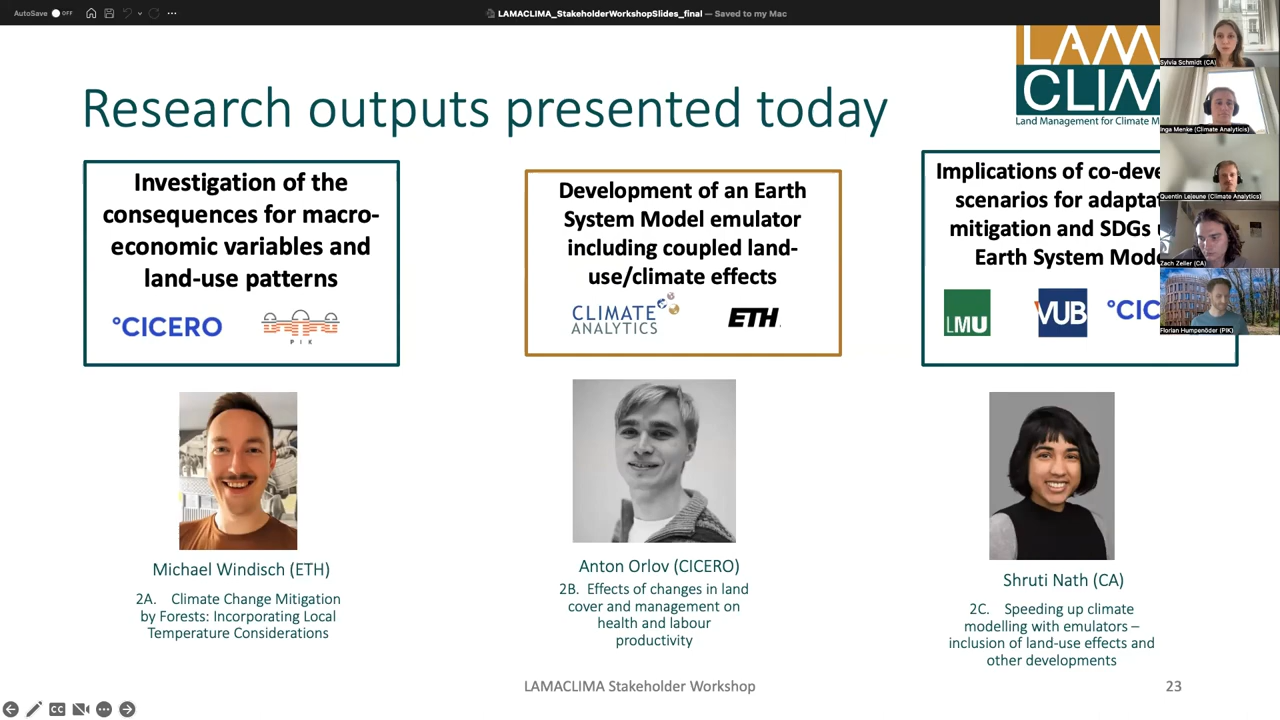 AutoSave OFF
LAMACLIMA_StakeholderWorkshopSlides_final — Saved to my Mac
Research outputs presented today
LAM
CLIM
Land Management for Climate M
Investigation of the
consequences for macro-
economic variables and
land-use patterns
°CICERO
PIK
Development of an Earth
System Model emulator
including coupled land-
use/climate effects
CLIMATE
ANALYTICS
ETH
Implications of co-deve
scenarios for adaptat
mitigation and SDGs
Earth System Mode
LMU
VUB
°CIC
Sylvia Schmidt (CA)
Inga Menke (Climate Analytics)
Quentin Lejeune (Climate Analytics)
Zach Zeller (CA)
Florian Humpenöder (PIK)
Michael Windisch (ETH)
2A. Climate Change Mitigation
by Forests: Incorporating Local
Temperature Considerations
Anton Orlov (CICERO)
2B. Effects of changes in land
cover and management on
health and labour
productivity
Shruti Nath (CA)
2C. Speeding up climate
modelling with emulators –
inclusion of land-use effects and
other developments
LAMACLIMA Stakeholder Workshop
23
CC